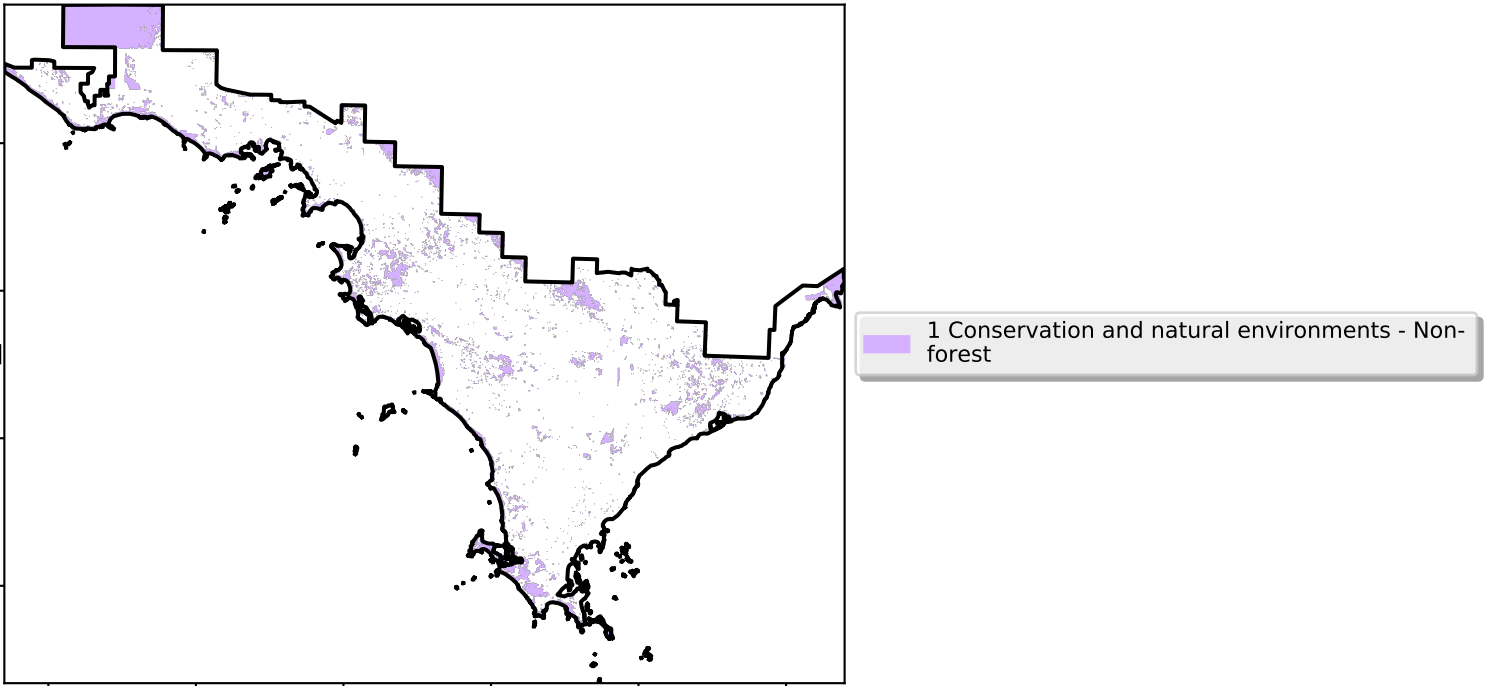 1 Conservation and natural environments - Non-
forest